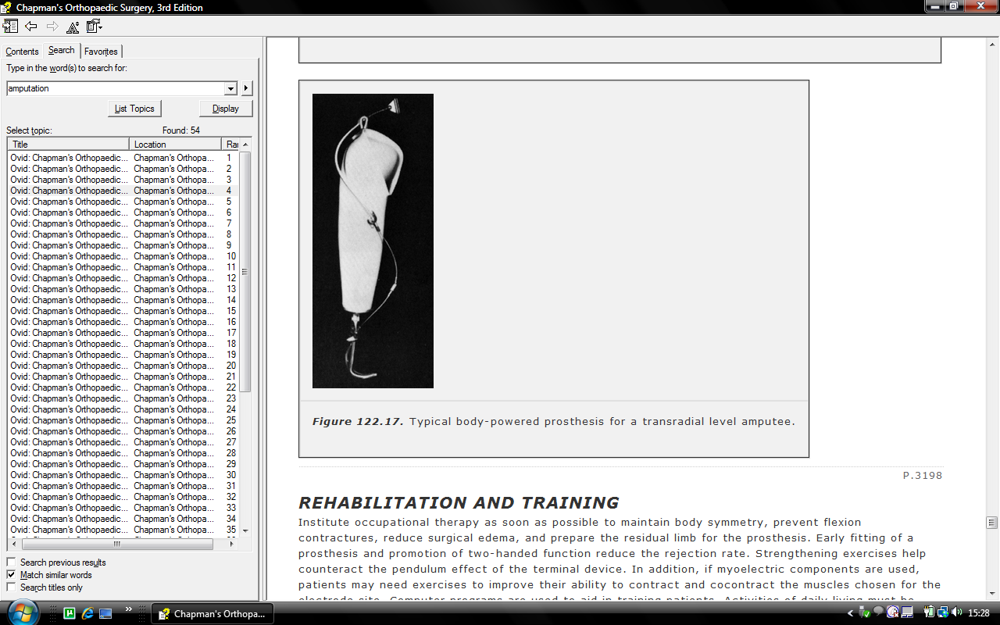 Chapman's Orthopaedic Surgery, 3rd Edition
Contents Search Favorites
Type in the word(s) to search for:
amputation
List Topics Display
Select topic: Found: 54
Title Location Ra
Ovid: Chapman's Orthopaedic... Chapman's Orthopa... 1
Ovid: Chapman's Orthopaedic... Chapman's Orthopa... 2
Ovid: Chapman's Orthopaedic... Chapman's Orthopa... 3
Ovid: Chapman's Orthopaedic... Chapman's Orthopa... 4
Ovid: Chapman's Orthopaedic... Chapman's Orthopa... 5
Ovid: Chapman's Orthopaedic... Chapman's Orthopa... 6
Ovid: Chapman's Orthopaedic... Chapman's Orthopa... 7
Ovid: Chapman's Orthopaedic... Chapman's Orthopa... 8
Ovid: Chapman's Orthopaedic... Chapman's Orthopa... 9
Ovid: Chapman's Orthopaedic... Chapman's Orthopa... 10
Ovid: Chapman's Orthopaedic... Chapman's Orthopa... 11
Ovid: Chapman's Orthopaedic... Chapman's Orthopa... 12
Ovid: Chapman's Orthopaedic... Chapman's Orthopa... 13
Ovid: Chapman's Orthopaedic... Chapman's Orthopa... 14
Ovid: Chapman's Orthopaedic... Chapman's Orthopa... 15
Ovid: Chapman's Orthopaedic... Chapman's Orthopa... 16
Ovid: Chapman's Orthopaedic... Chapman's Orthopa... 17
Ovid: Chapman's Orthopaedic... Chapman's Orthopa... 18
Ovid: Chapman's Orthopaedic... Chapman's Orthopa... 19
Ovid: Chapman's Orthopaedic... Chapman's Orthopa... 20
Ovid: Chapman's Orthopaedic... Chapman's Orthopa... 21
Ovid: Chapman's Orthopaedic... Chapman's Orthopa... 22
Ovid: Chapman's Orthopaedic... Chapman's Orthopa... 23
Ovid: Chapman's Orthopaedic... Chapman's Orthopa... 24
Ovid: Chapman's Orthopaedic... Chapman's Orthopa... 25
Ovid: Chapman's Orthopaedic... Chapman's Orthopa... 26
Ovid: Chapman's Orthopaedic... Chapman's Orthopa... 27
Ovid: Chapman's Orthopaedic... Chapman's Orthopa... 28
Ovid: Chapman's Orthopaedic... Chapman's Orthopa... 29
Ovid: Chapman's Orthopaedic... Chapman's Orthopa... 30
Ovid: Chapman's Orthopaedic... Chapman's Orthopa... 31
Ovid: Chapman's Orthopaedic... Chapman's Orthopa... 32
Ovid: Chapman's Orthopaedic... Chapman's Orthopa... 33
Ovid: Chapman's Orthopaedic... Chapman's Orthopa... 34
Ovid: Chapman's Orthopaedic... Chapman's Orthopa... 35
Search previous results
Match similar words
Search titles only
Figure 122.17. Typical body-powered prosthesis for a transradial level amputee.
P.3198
REHABILITATION AND TRAINING
Institute occupational therapy as soon as possible to maintain body symmetry, prevent flexion
contractures, reduce surgical edema, and prepare the residual limb for the prosthesis. Early fitting of a
prosthesis and promotion of two-handed function reduce the rejection rate. Strengthening exercises help
counteract the pendulum effect of the terminal device. In addition, if myoelectric components are used,
patients may need exercises to improve their ability to contract and cocontract the muscles chosen for the
electrode site. Computer programs are used to aid in training patients. Activities of daily living must be
Chapman's Orthopa...
15:28